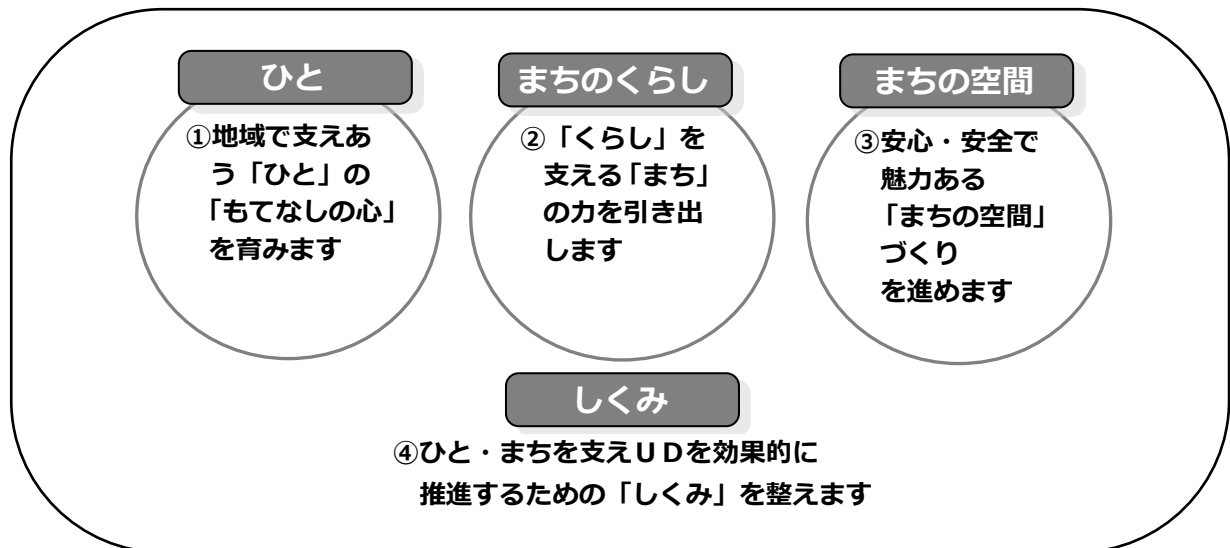 ひと
①地域で支えあ
う「ひと」の
「もてなしの心」
を育みます
まちのくらし
②「くらし」を
支える「まち」
の力を引き出
します
まちの空間
③安心・安全で
魅力ある
「まちの空間」
づくり
を進めます
しくみ
④ひと・まちを支えＵＤを効果的に
推進するための「しくみ」を整えます